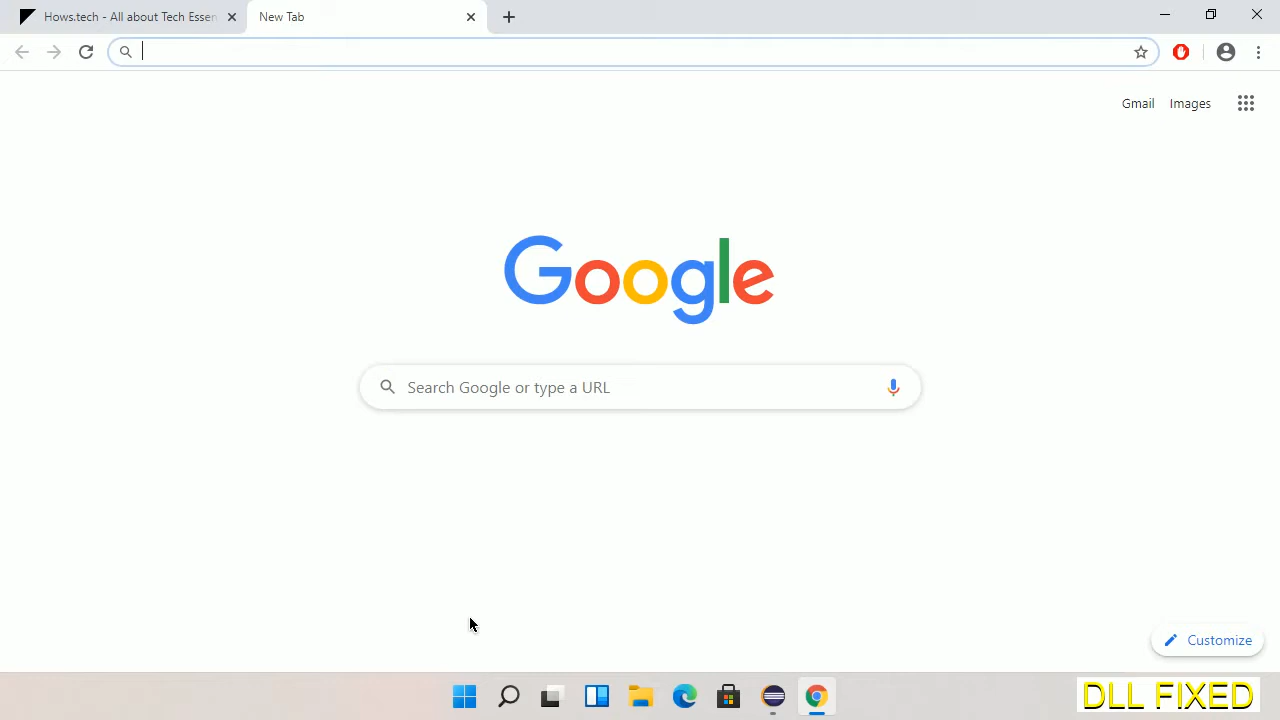 Hows.tech - All about Tech Essen
New Tab
Gmail
Images
Google
Search Google or type a URL
Customize
DLL FIXED